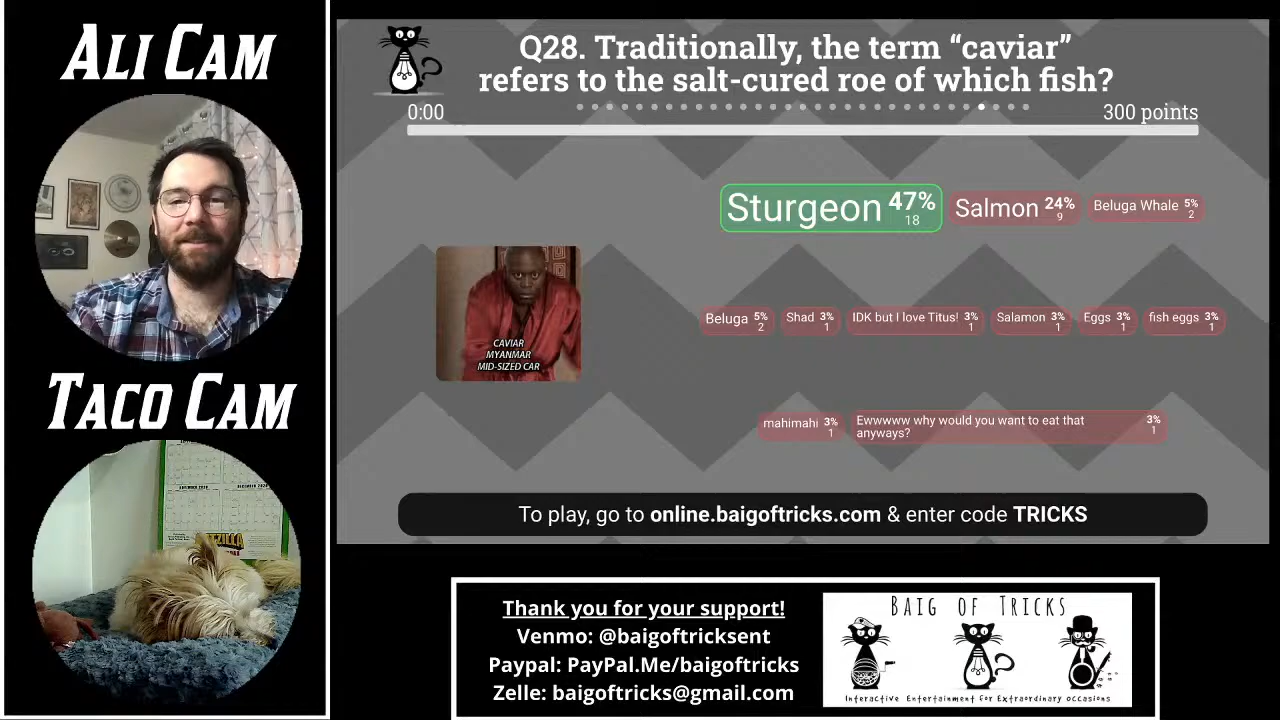 ALI CAM
TACO CAM
Q28. Traditionally, the term “caviar”
refers to the salt-cured roe of which fish?
0:00
300 points
Sturgeon 47% 18
Salmon 24% 9
Beluga Whale 5% 2
CAVIAR
MYANMAR
MID-SIZED CAR
Beluga 5% 2
Shad 3% 1
IDK but I love Titus! 3% 1
Salamon 3% 1
Eggs 3% 1
fish eggs 3% 1
mahimahi 3% 1
Ewwwww why would you want to eat that
anyways?
3% 1
To play, go to online.baigoftricks.com & enter code TRICKS
Thank you for your support!
Venmo: @baigoftricksent
Paypal: PayPal.Me/baigoftricks
Zelle: baigoftricks@gmail.com
BAIG OF TRICKS
Interactive Entertainment for Extraordinary occasions